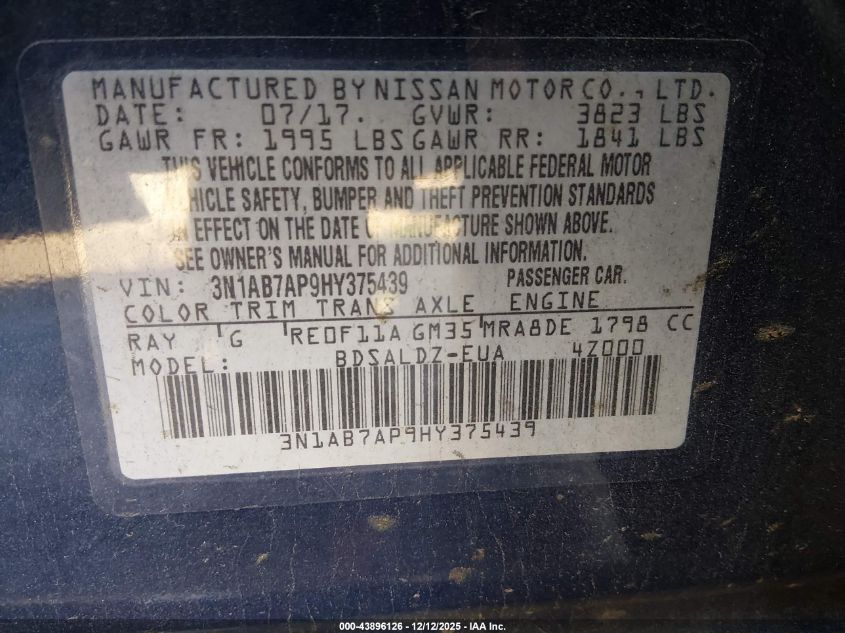 MANUFACTURED BY NISSAN MOTOR CO., LTD.
DATE: 07/17. GVWR: 3823 LBS
GAWR FR: 1995 LBS GAWR RR: 1841 LBS
THIS VEHICLE CONFORMS TO ALL APPLICABLE FEDERAL MOTOR
VEHICLE SAFETY, BUMPER AND THEFT PREVENTION STANDARDS
IN EFFECT ON THE DATE OF MANUFACTURE SHOWN ABOVE.
SEE OWNER'S MANUAL FOR ADDITIONAL INFORMATION.
VIN: 3N1AB7AP9HY375439 PASSENGER CAR.
COLOR TRIM TRANS AXLE ENGINE
RAY G RE0F11A GM35 MRA8DE 1798 CC
MODEL: BDSALDZ-EUA 4Z000
3N1AB7AP9HY375439
000-43896126 - 12/12/2025 - IAA Inc.